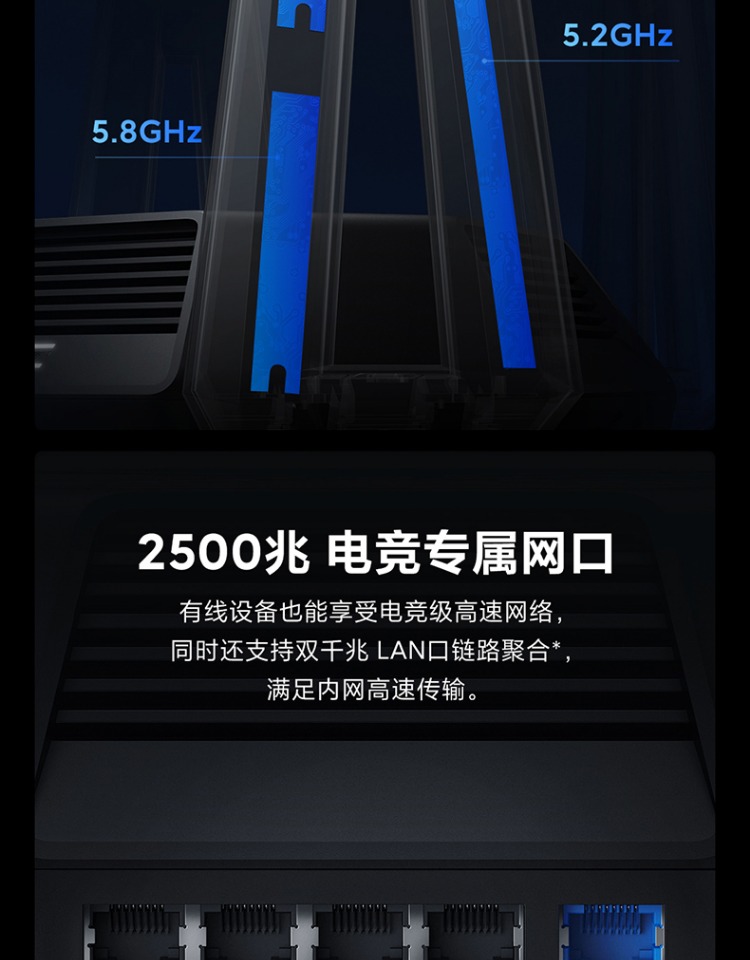 5.2GHz
5.8GHz
2500兆 电竞专属网口
有线设备也能享受电竞级高速网络，
同时还支持双千兆 LAN口链路聚合*，
满足内网高速传输。